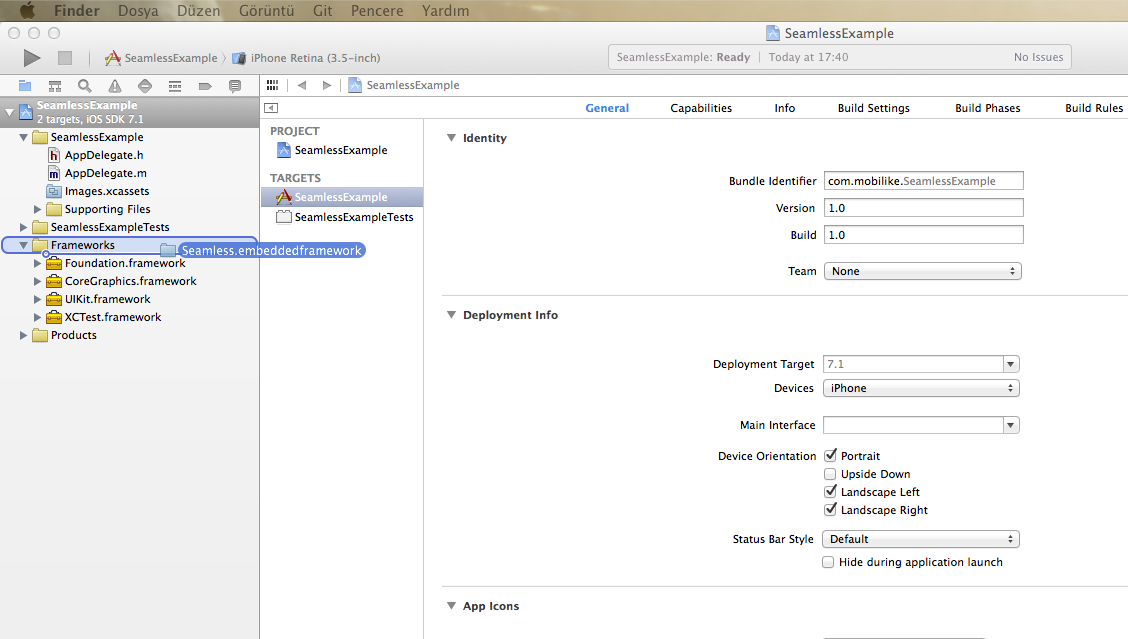 Finder Dosya Düzen Görüntü Git Pencere Yardım
SeamlessExample
SeamlessExample iPhone Retina (3.5-inch)
SeamlessExample: Ready Today at 17:40 No Issues
SeamlessExample
SeamlessExample
2 targets, iOS SDK 7.1
SeamlessExample
h AppDelegate.h
m AppDelegate.m
Images.xcassets
Supporting Files
SeamlessExampleTests
Frameworks
Seamless.embeddedframework
Foundation.framework
CoreGraphics.framework
UIKit.framework
XCTest.framework
Products
PROJECT
SeamlessExample
TARGETS
SeamlessExample
SeamlessExampleTests
General Capabilities Info Build Settings Build Phases Build Rules
Identity
Bundle Identifier com.mobilike.SeamlessExample
Version 1.0
Build 1.0
Team None
Deployment Info
Deployment Target 7.1
Devices iPhone
Main Interface
Device Orientation Portrait
Upside Down
Landscape Left
Landscape Right
Status Bar Style Default
Hide during application launch
App Icons